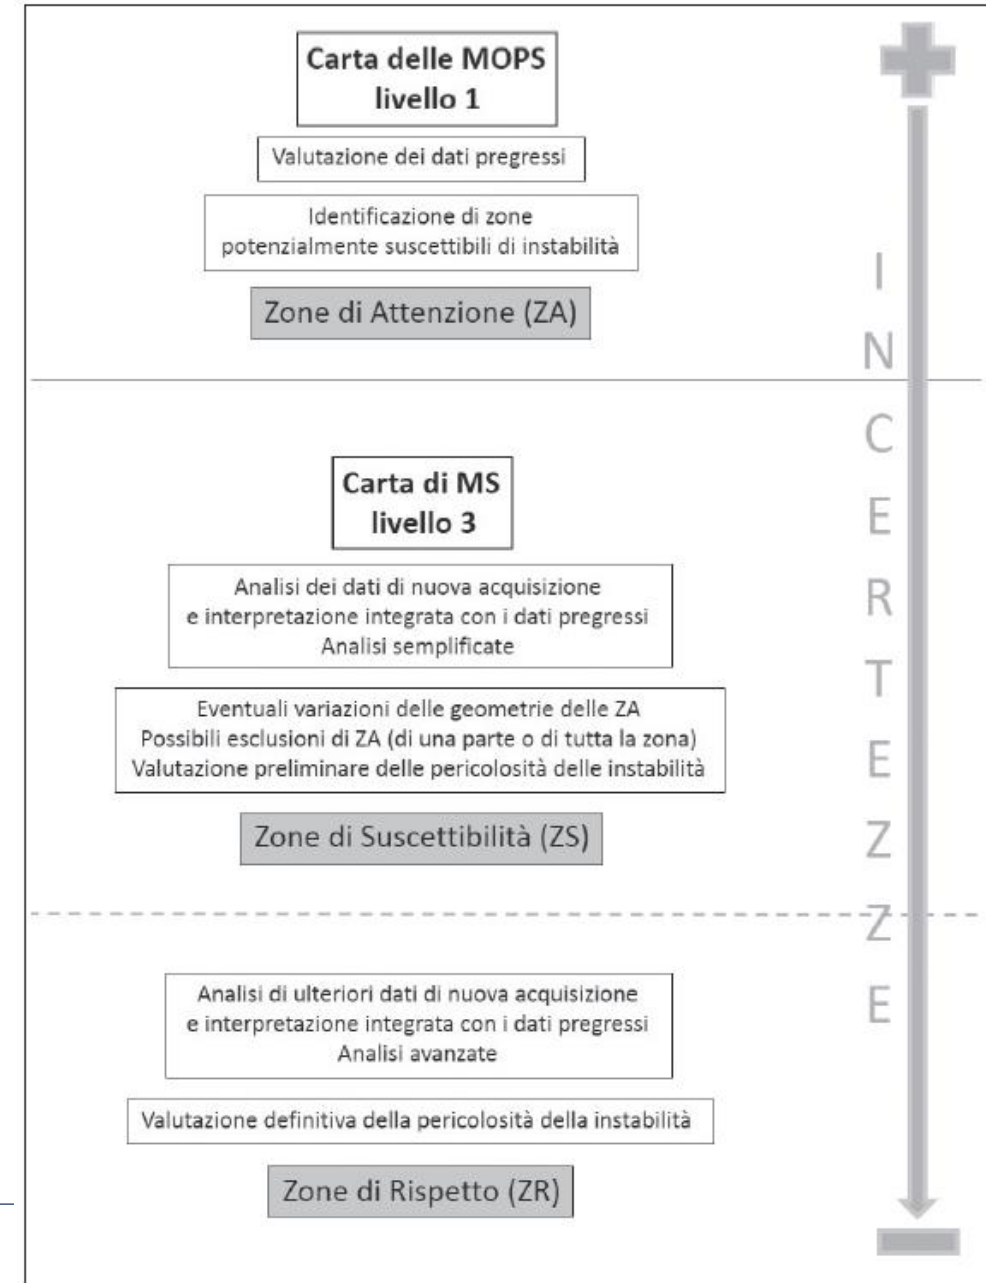 Carta delle MOPS
livello 1
Valutazione dei dati pregressi
Identificazione di zone
potenzialmente suscettibili di instabilità
Zone di Attenzione (ZA)
Carta di MS
livello 3
Analisi dei dati di nuova acquisizione
e interpretazione integrata con i dati pregressi
Analisi semplificate
Eventuali variazioni delle geometrie delle ZA
Possibili esclusioni di ZA (di una parte o di tutta la zona)
Valutazione preliminare delle pericolosità delle instabilità
Zone di Suscettibilità (ZS)
Analisi di ulteriori dati di nuova acquisizione
e interpretazione integrata con i dati pregressi
Analisi avanzate
Valutazione definitiva della pericolosità della instabilità
Zone di Rispetto (ZR)
INCERTEZZE